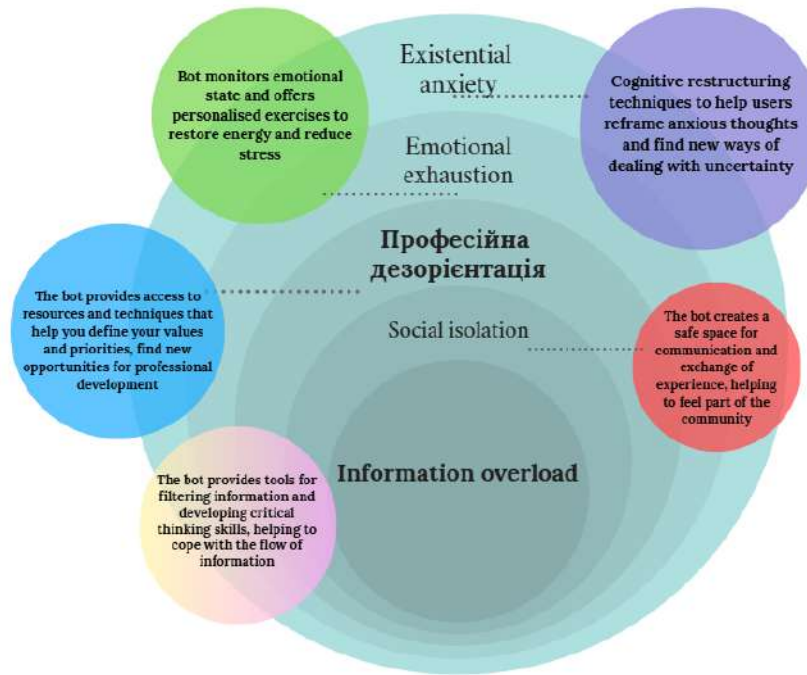 Existential
anxiety
Bot monitors emotional
state and offers
personalised exercises to
restore energy and reduce
stress
Cognitive restructuring
techniques to help users
reframe anxious thoughts
and find new ways of
dealing with uncertainty
Emotional
exhaustion
Професійна
дезорієнтація
The bot provides access to
resources and techniques that
help you define your values
and priorities, find new
opportunities for professional
development
Social isolation
The bot creates a
safe space for
communication and
exchange of
experience, helping
to feel part of the
community
Information overload
The bot provides tools for
filtering information and
developing critical
thinking skills, helping to
cope with the flow of
information